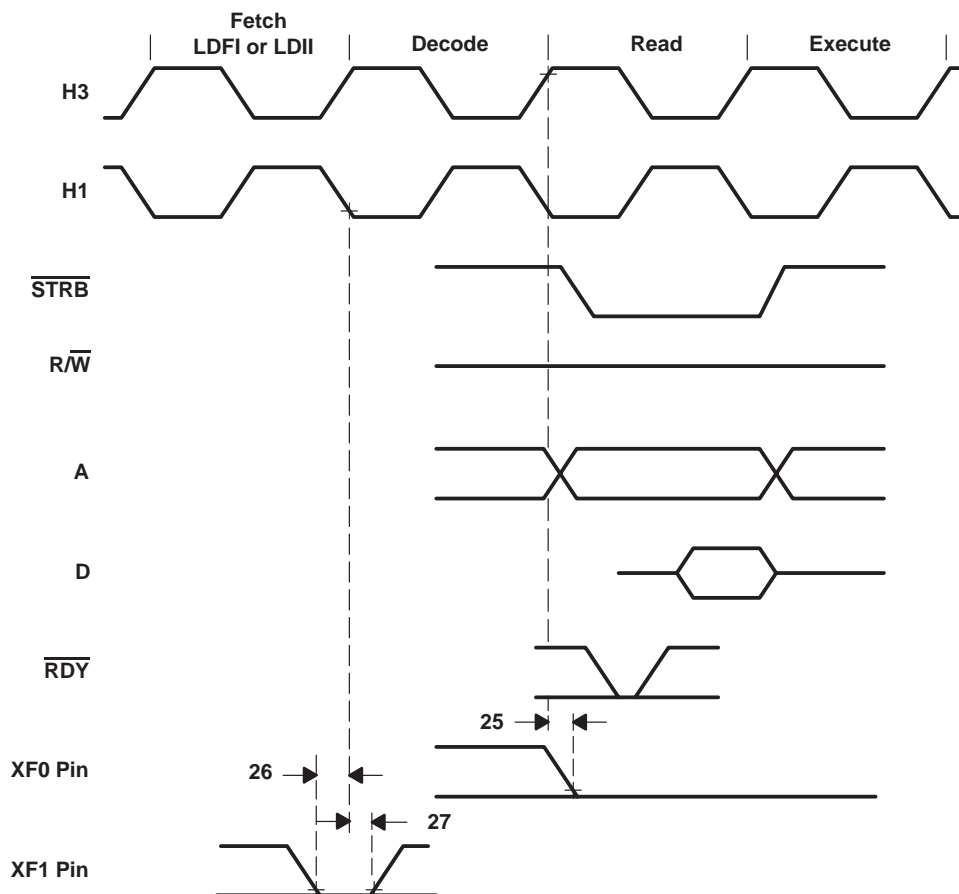 Fetch
LDFI or LDII
Decode
Read
Execute
H3
H1
STRB
R/W
A
D
RDY
25
XF0 Pin
26
27
XF1 Pin